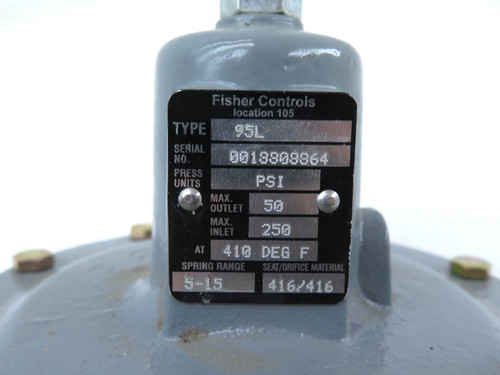 Fisher Controls
location 105
TYPE 95L
SERIAL NO. 0018808864
PRESS UNITS PSI
MAX. OUTLET 50
MAX. INLET 250
AT 410 DEG F
SPRING RANGE SEAT/ORIFICE MATERIAL
5-15 416/416